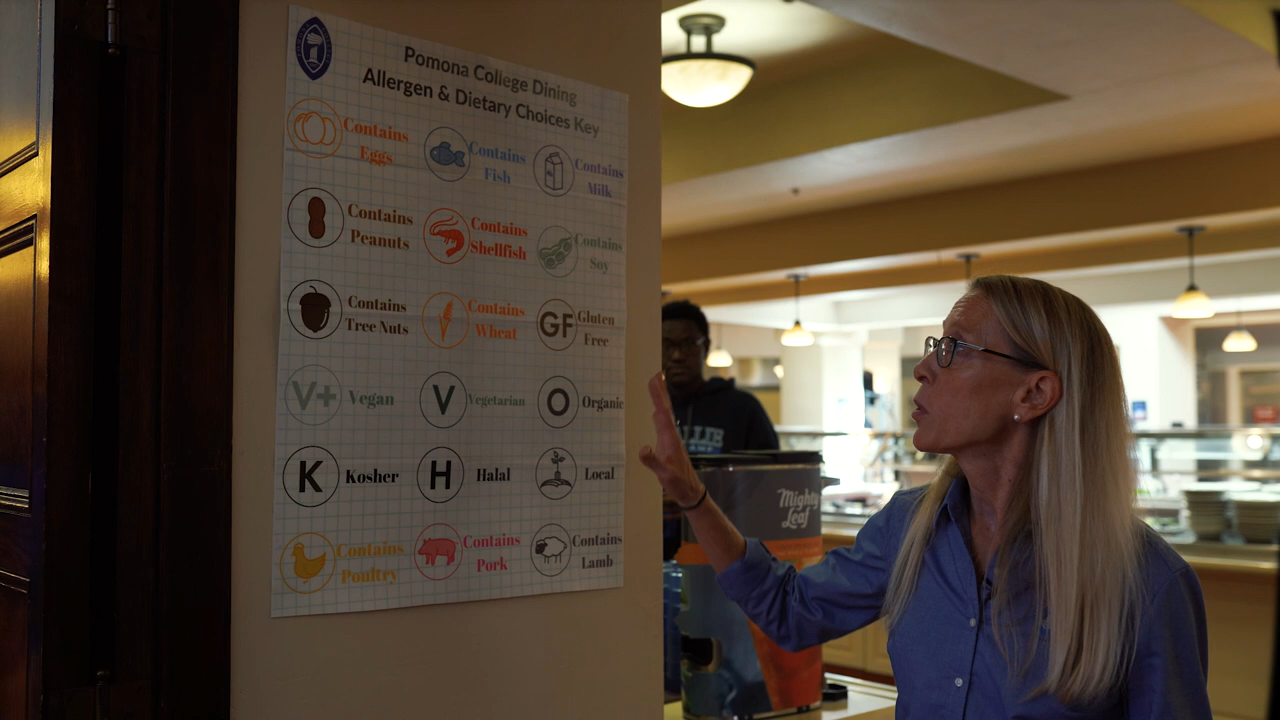 Pomona College Dining
Allergen & Dietary Choices Key
Contains
Eggs
Contains
Fish
Contains
Milk
Contains
Peanuts
Contains
Shellfish
Contains
Soy
Contains
Tree Nuts
Contains
Wheat
GF
Gluten
Free
V+
Vegan
V
Vegetarian
O
Organic
K
Kosher
H
Halal
Local
Contains
Poultry
Contains
Pork
Contains
Lamb
Mighty
Leaf